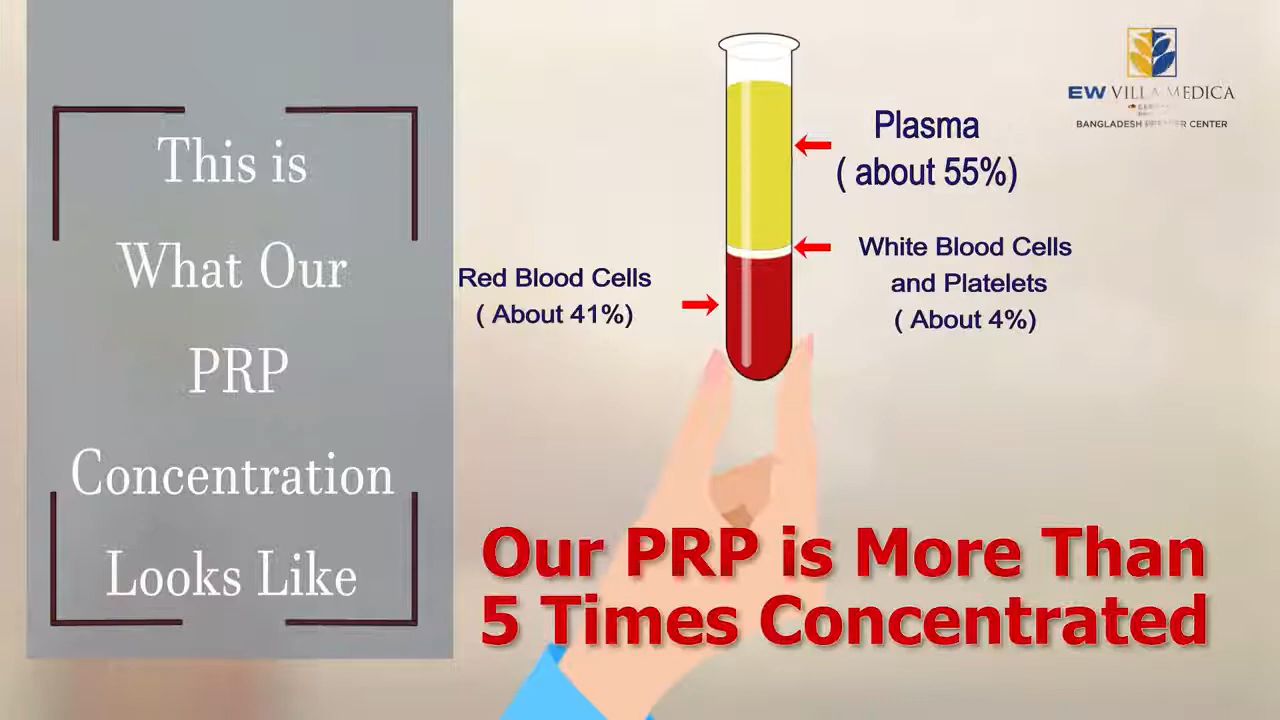 This is
What Our
PRP
Concentration
Looks Like
Plasma
( about 55%)
White Blood Cells
and Platelets
( About 4%)
Red Blood Cells
( About 41%)
Our PRP is More Than
5 Times Concentrated
EW VILLA MEDICA
BANGLADESH CENTER